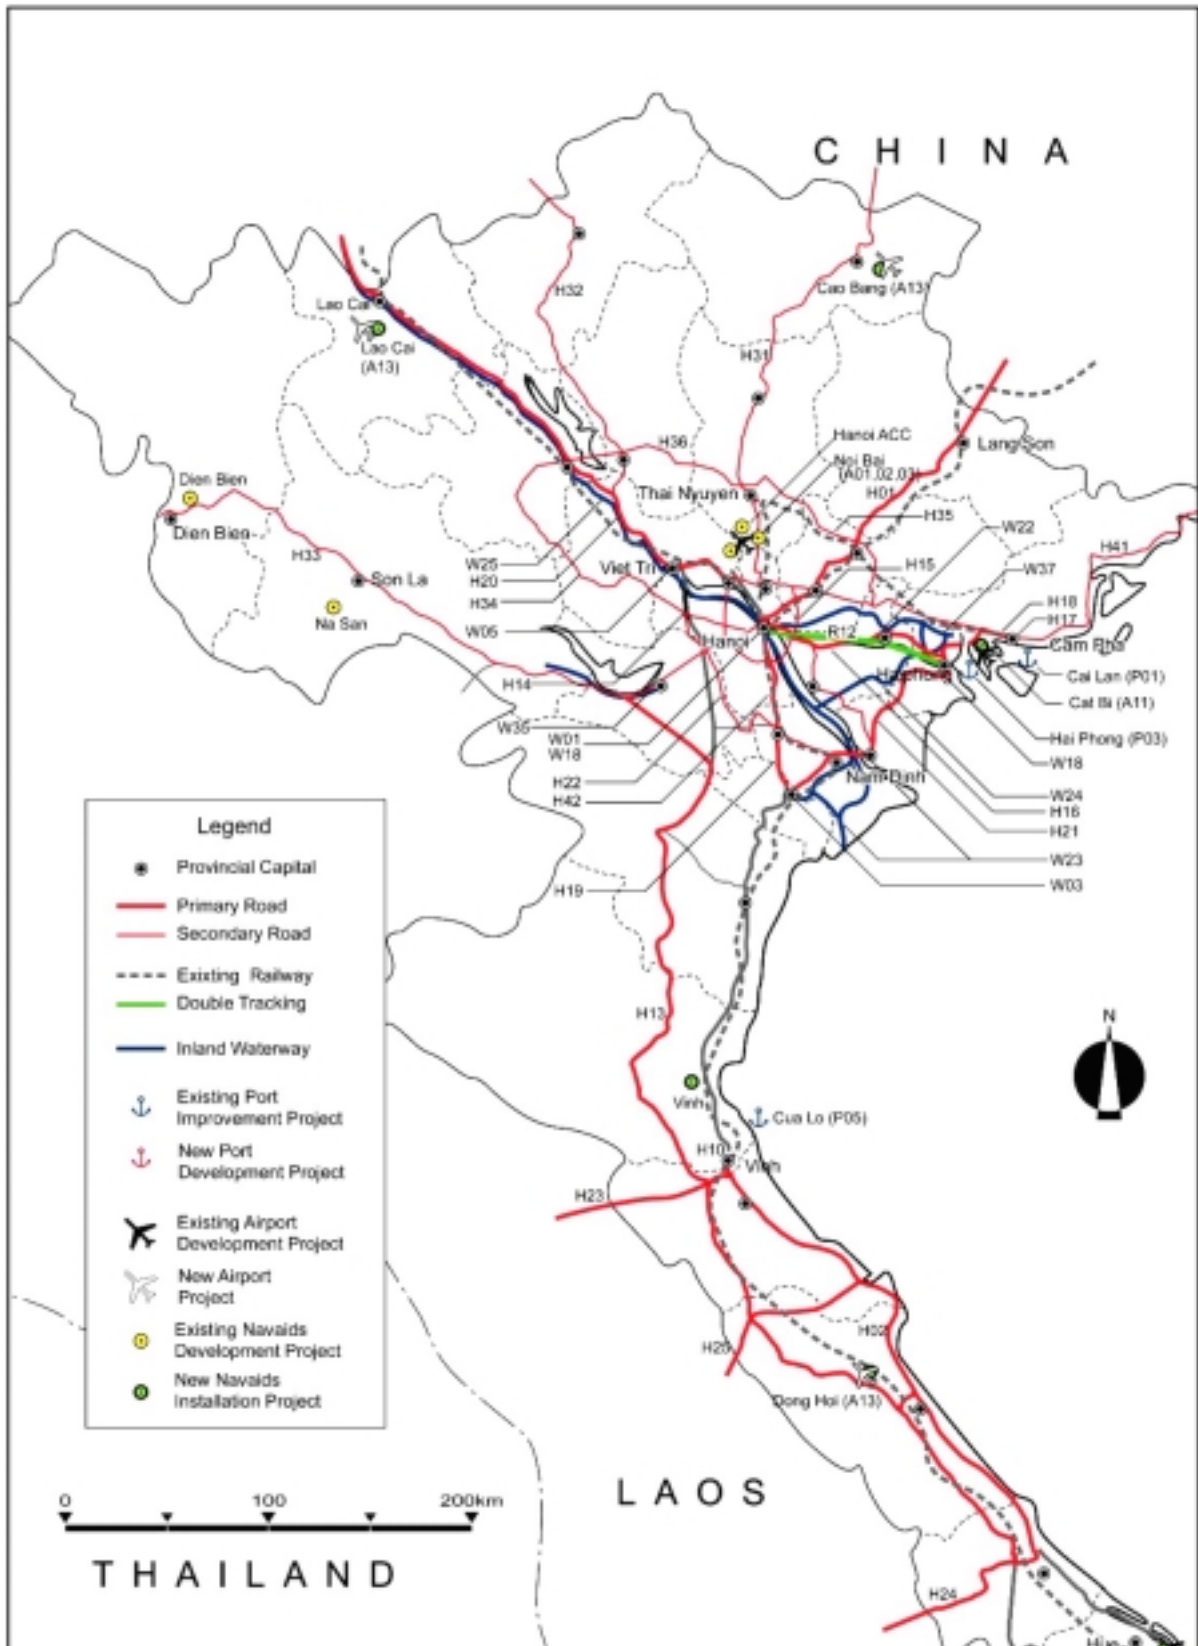 C H I N A
H32
Cao Bang (A13)
Lao Cai
Lao Cai
(A13)
H31
Hanoi ACC
Lang Son
H36
Noi Bai
(A01,02,03)
H01
Dien Bien
Thai Nyuyen
H35
W22
Dien Bien
H33
Son La
Na San
W25
H20
H34
W05
Viet Tri
H15
H41
W37
H18
H17
Cam Pha
Hanoi
R12
Haiphong
Cai Lan (P01)
Cat Bi (A11)
H14
W35
W01
W18
H22
H42
Hai Phong (P03)
W18
Nam Dinh
W24
H16
H21
W23
W03
H19
Legend
Provincial Capital
Primary Road
Secondary Road
Exixting Railway
Double Tracking
Inland Waterway
Existing Port
Improvement Project
New Port
Development Project
Existing Airport
Development Project
New Airport
Project
Existing Navaids
Development Project
New Navaids
Installation Project
H13
N
Vinh
Cua Lo (P05)
H10
Vinh
H23
H02
H25
Dong Hoi (A13)
L A O S
0 100 200km
T H A I L A N D
H24